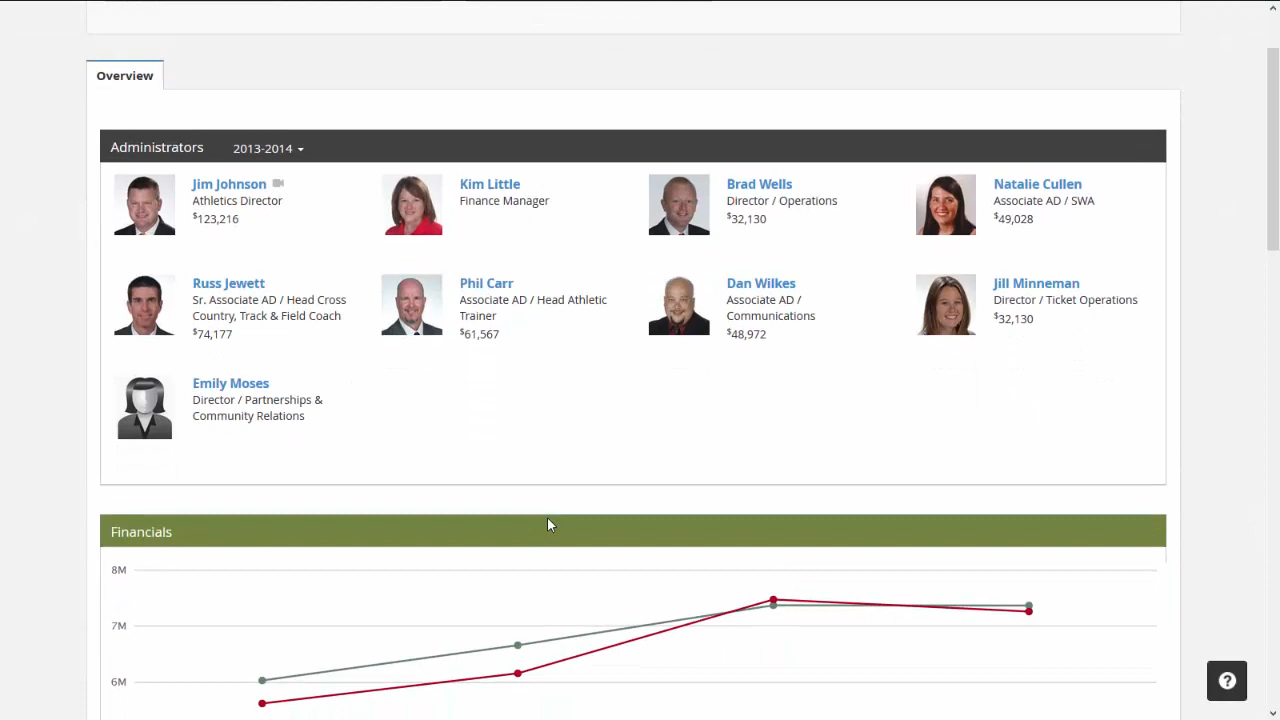 Overview
Administrators 2013-2014
Jim Johnson
Athletics Director
$123,216
Kim Little
Finance Manager
Brad Wells
Director / Operations
$32,130
Natalie Cullen
Associate AD / SWA
$49,028
Russ Jewett
Sr. Associate AD / Head Cross
Country, Track & Field Coach
$74,177
Phil Carr
Associate AD / Head Athletic
Trainer
$61,567
Dan Wilkes
Associate AD /
Communications
$48,972
Jill Minneman
Director / Ticket Operations
$32,130
Emily Moses
Director / Partnerships &
Community Relations
Financials
8M
7M
6M
?